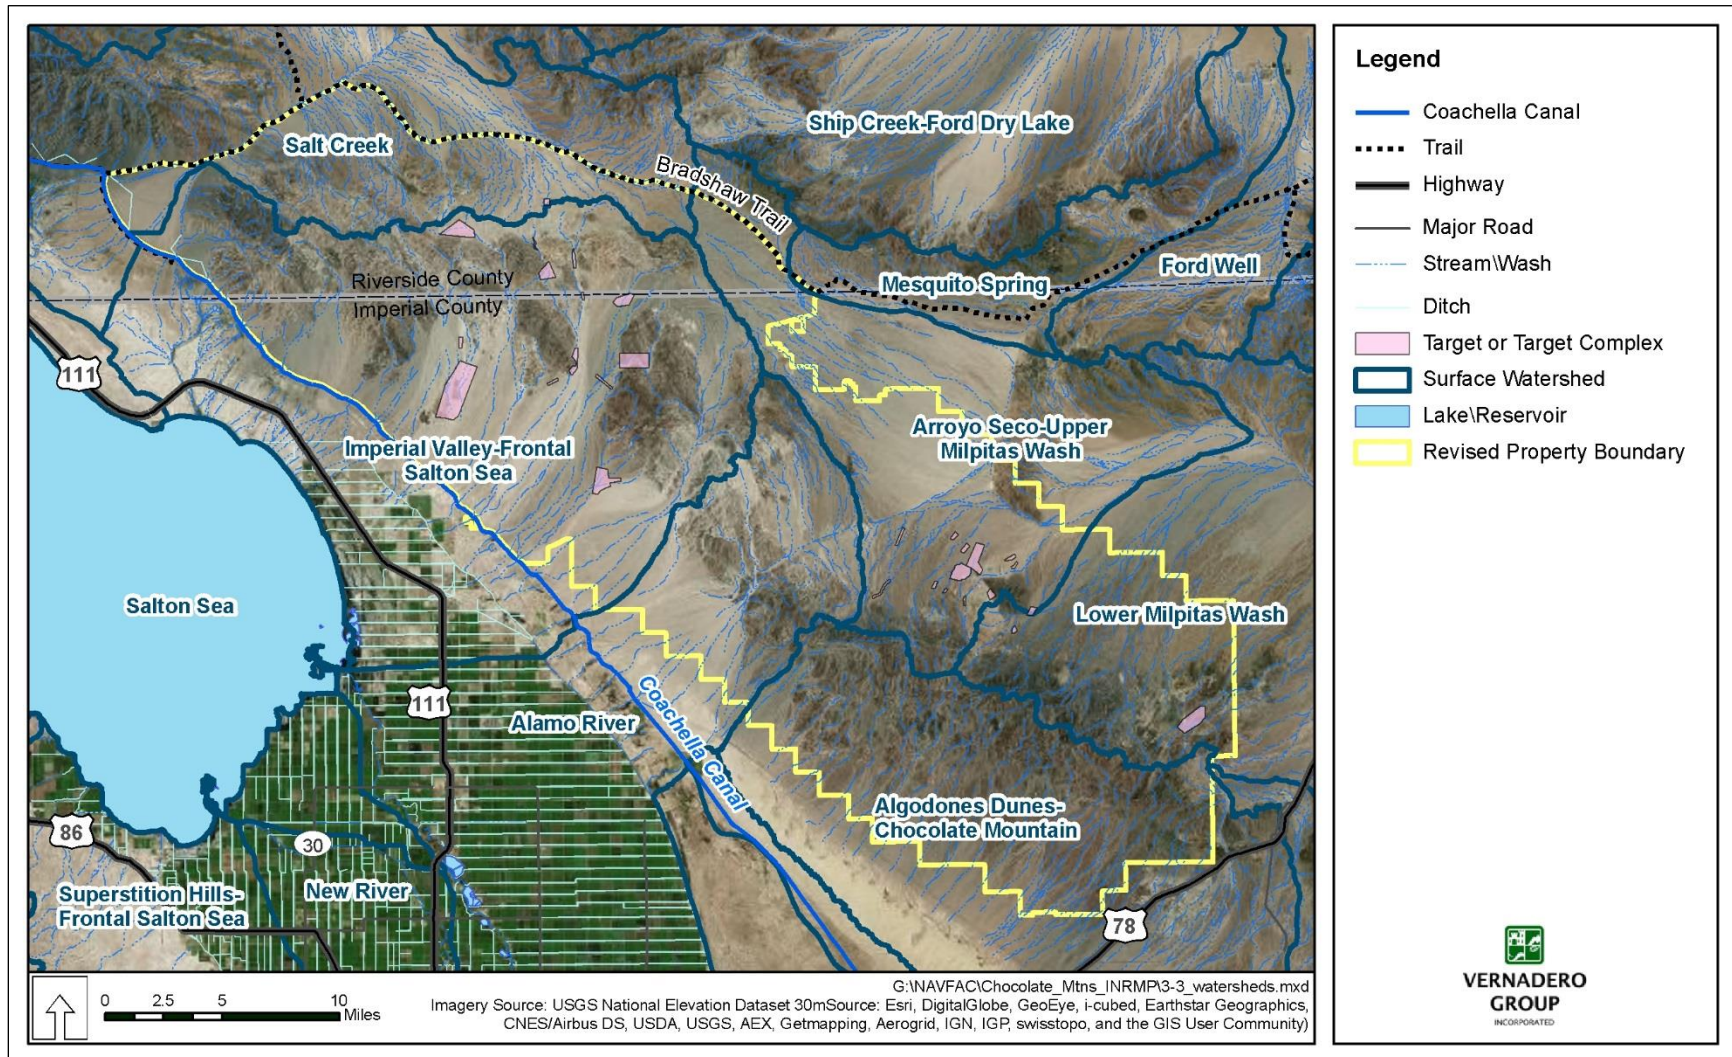 Ship Creek-Ford Dry Lake
Salt Creek
Bradshaw Trail
Ford Well
Riverside County
Mesquito Spring
Imperial County
111
Arroyo Seco-Upper
Milpitas Wash
Imperial Valley-Frontal
Salton Sea
Salton Sea
Lower Milpitas Wash
111
Alamo River
Coachella Canal
Algodones Dunes-
Chocolate Mountain
86
30
Superstition Hills-
Frontal Salton Sea
New River
78
0 2.5 5 10
Miles
G:\NAVFAC\Chocolate_Mtns_INRMP\3-3_watersheds.mxd
Imagery Source: USGS National Elevation Dataset 30mSource: Esri, DigitalGlobe, GeoEye, i-cubed, Earthstar Geographics,
CNES/Airbus DS, USDA, USGS, AEX, Getmapping, Aerogrid, IGN, IGP, swisstopo, and the GIS User Community)
Legend
Coachella Canal
Trail
Highway
Major Road
Stream\Wash
Ditch
Target or Target Complex
Surface Watershed
Lake\Reservoir
Revised Property Boundary
VERNADERO
GROUP
INCORPORATED